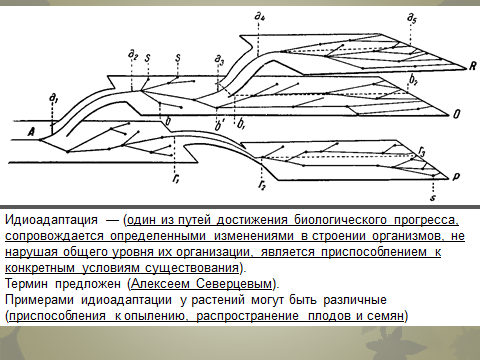 a₄
a₅
a₂ s s a₃
R
a₁ b₂
A b b' b₁ O
r₁ r₂ r₃ P
s
Идиоадаптация — (один из путей достижения биологического прогресса,
сопровождается определенными изменениями в строении организмов, не
нарушая общего уровня их организации, является приспособлением к
конкретным условиям существования).
Термин предложен (Алексеем Северцевым).
Примерами идиоадаптации у растений могут быть различные
(приспособления к опылению, распространение плодов и семян)